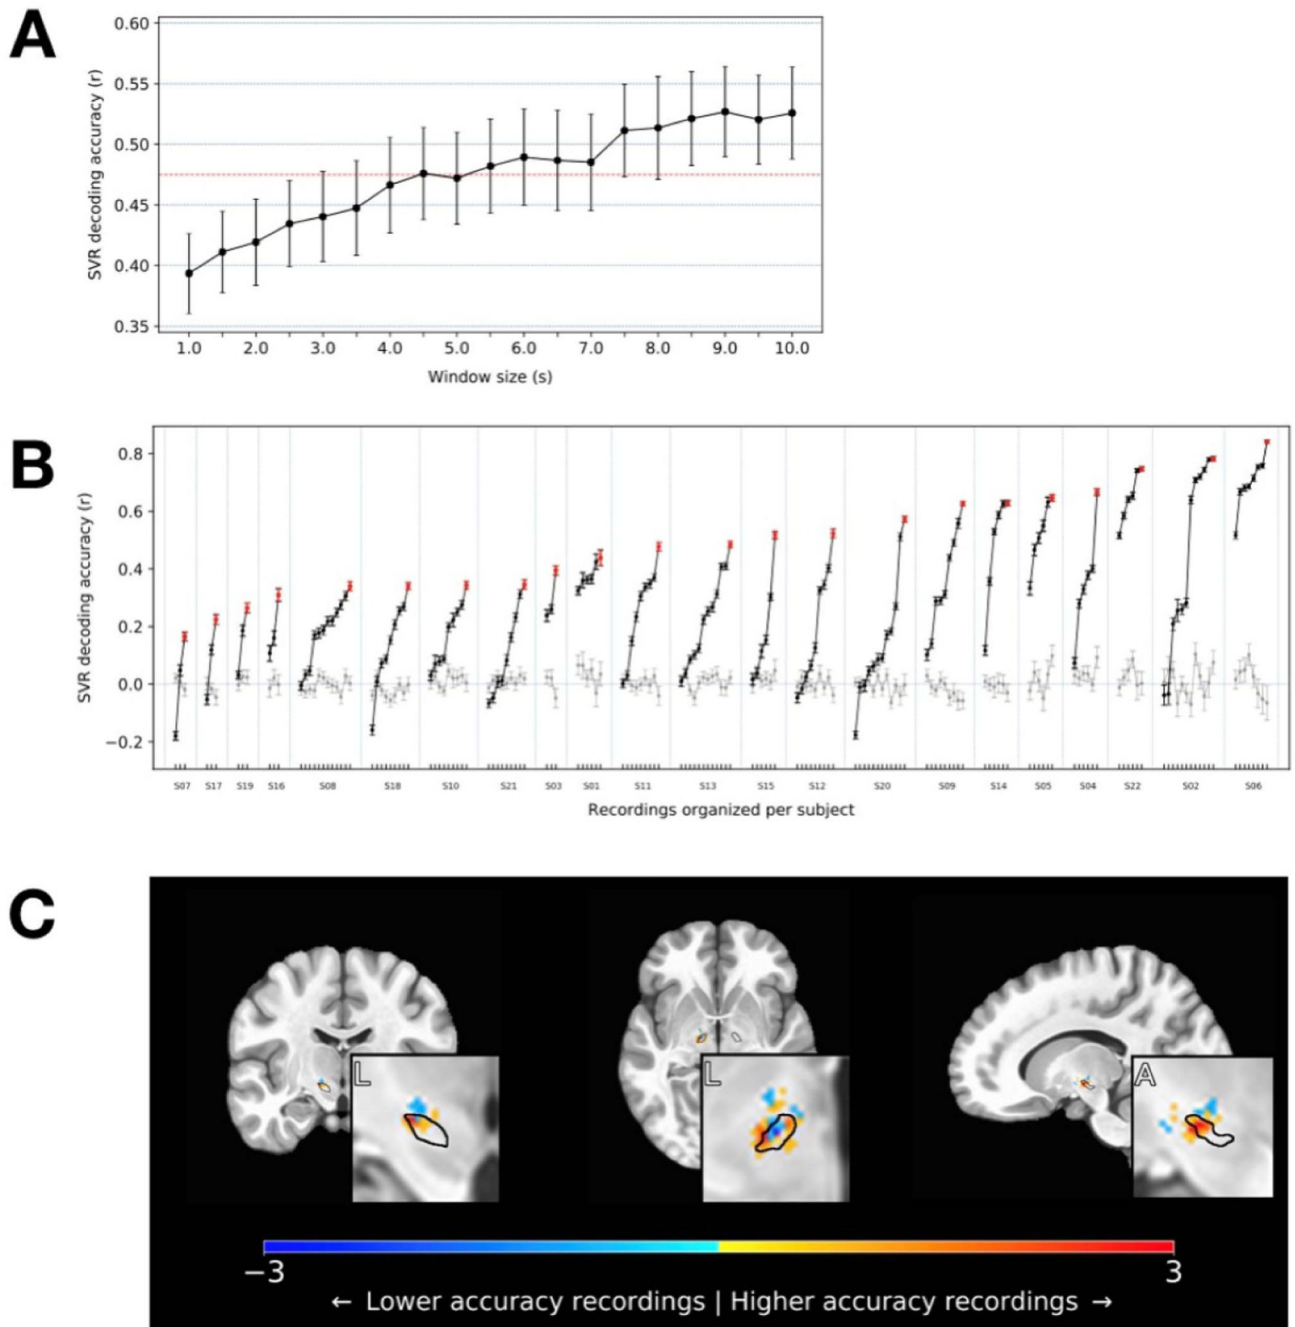 A
SVR decoding accuracy (r)
0.60
0.55
0.50
0.45
0.40
0.35
1.0 2.0 3.0 4.0 5.0 6.0 7.0 8.0 9.0 10.0
Window size (s)
B
SVR decoding accuracy (r)
0.8
0.6
0.4
0.2
0.0
−0.2
S07 S17 S19 S16 S08 S18 S10 S21 S03 S01 S11 S13 S15 S12 S20 S09 S14 S05 S04 S22 S02 S06
Recordings organized per subject
C
L L A
−3 3
← Lower accuracy recordings | Higher accuracy recordings →